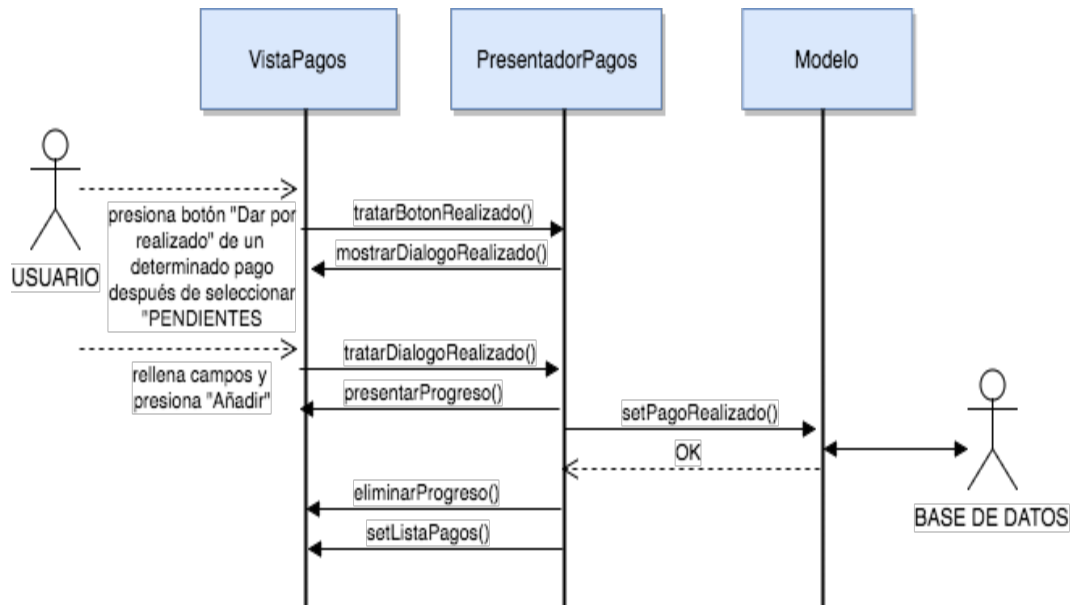 VistaPagos
PresentadorPagos
Modelo
USUARIO
presiona botón "Dar por
realizado" de un
determinado pago
después de seleccionar
"PENDIENTES
tratarBotonRealizado()
mostrarDialogoRealizado()
rellena campos y
presiona "Añadir"
tratarDialogoRealizado()
presentarProgreso()
setPagoRealizado()
OK
BASE DE DATOS
eliminarProgreso()
setListaPagos()